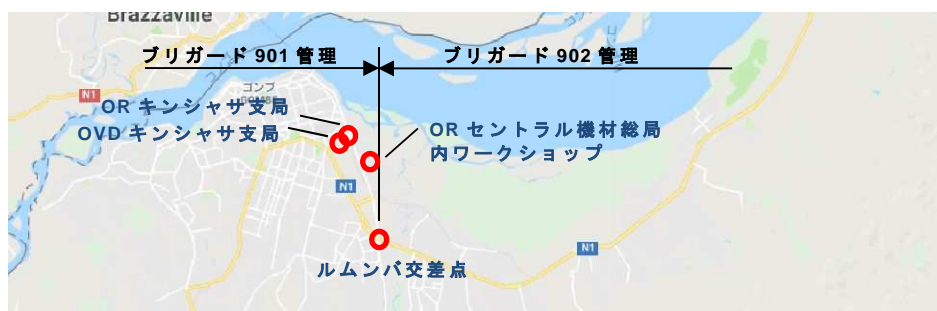 Brazzaville
ブリガード 901 管理
ブリガード 902 管理
ゴンブ
N1
OR キンシャサ支局
OVD キンシャサ支局
OR セントラル機材総局
内ワークショップ
N1
N1
ルムンバ交差点